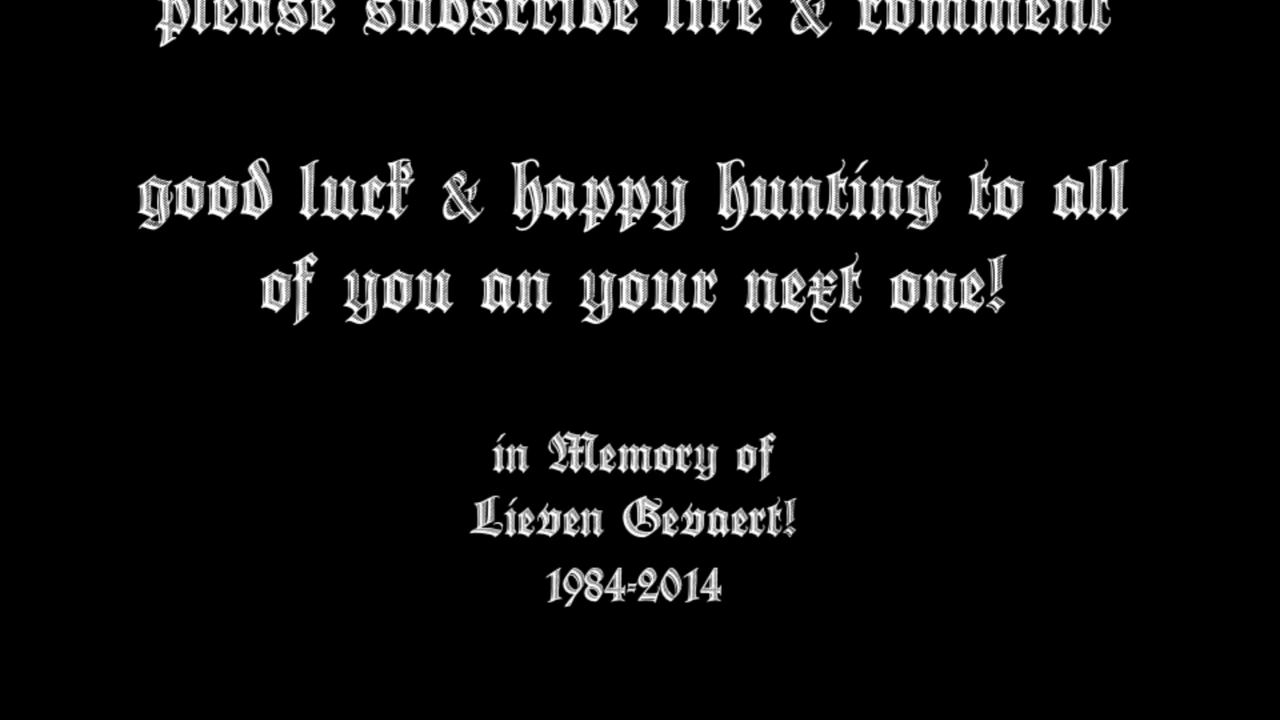 please subscribe like & comment
good luck & happy hunting to all
of you an your next one!
in Memory of
Lieven Gevaert!
1984-2014